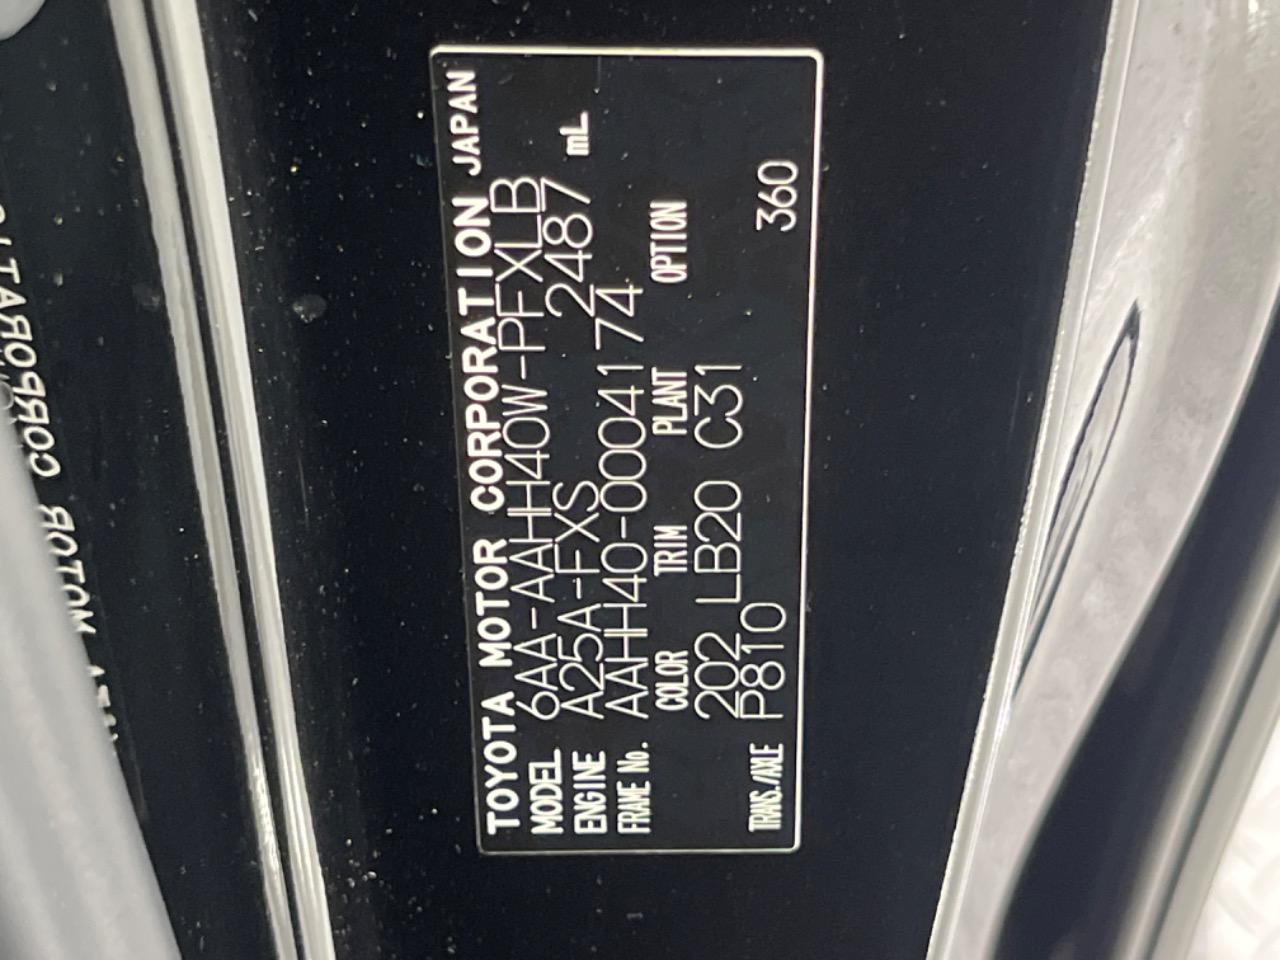 TOYOTA MOTOR CORPORATION JAPAN
MODEL 6AA-AAHH40W-PFXLB
ENGINE A25A-FXS 2487 mL
FRAME No. AAHH40-0004174
COLOR TRIM PLANT OPTION
202 LB20 C31
TRANS./AXLE P810 360